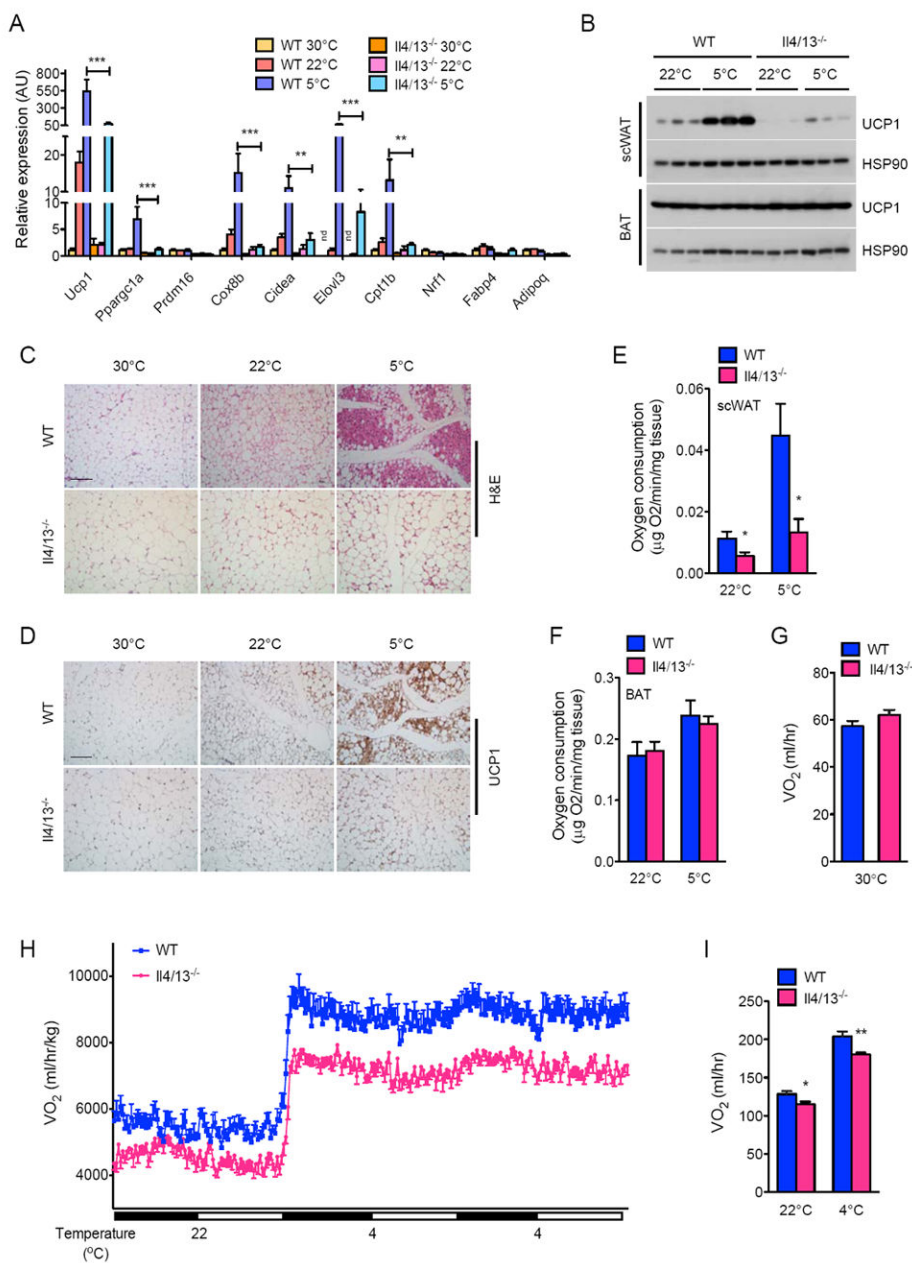 A
WT 30°C
WT 22°C
WT 5°C
Il4/13-/- 30°C
Il4/13-/- 22°C
Il4/13-/- 5°C
Relative expression (AU)
800
550
300
50
20
10
5
0
***
***
***
**
***
**
nd
nd
Ucp1
Ppargc1a
Prdm16
Cox8b
Cidea
Elovl3
Cpt1b
Nrf1
Fabp4
Adipoq
B
WT Il4/13-/-
22°C 5°C 22°C 5°C
scWAT
UCP1
HSP90
BAT
UCP1
HSP90
C
30°C 22°C 5°C
WT
Il4/13-/-
H&E
D
30°C 22°C 5°C
WT
Il4/13-/-
UCP1
E
WT
Il4/13-/-
scWAT
Oxygen consumption
(µg O2/min/mg tissue)
0.06
0.04
0.02
0.00
*
*
22°C 5°C
F
WT
Il4/13-/-
BAT
Oxygen consumption
(µg O2/min/mg tissue)
0.3
0.2
0.1
0.0
22°C 5°C
G
WT
Il4/13-/-
VO2 (ml/hr)
80
60
40
20
0
30°C
H
WT
Il4/13-/-
VO2 (ml/hr/kg)
10000
8000
6000
4000
Temperature 22 4 4
(°C)
I
WT
Il4/13-/-
VO2 (ml/hr)
250
200
150
100
50
0
*
**
22°C 4°C